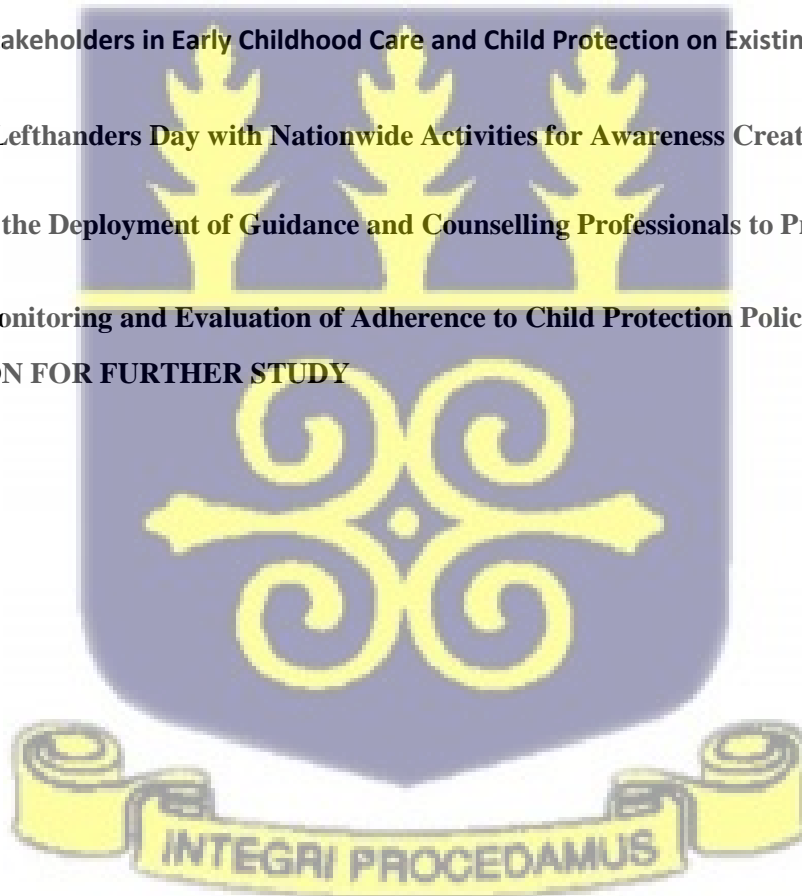 akeholders in Early Childhood Care and Child Protection on Existin
Lefthanders Day with Nationwide Activities for Awareness Creat
the Deployment of Guidance and Counselling Professionals to Pr
onitoring and Evaluation of Adherence to Child Protection Polic
ON FOR FURTHER STUDY
INTEGRI PROCEDAMUS